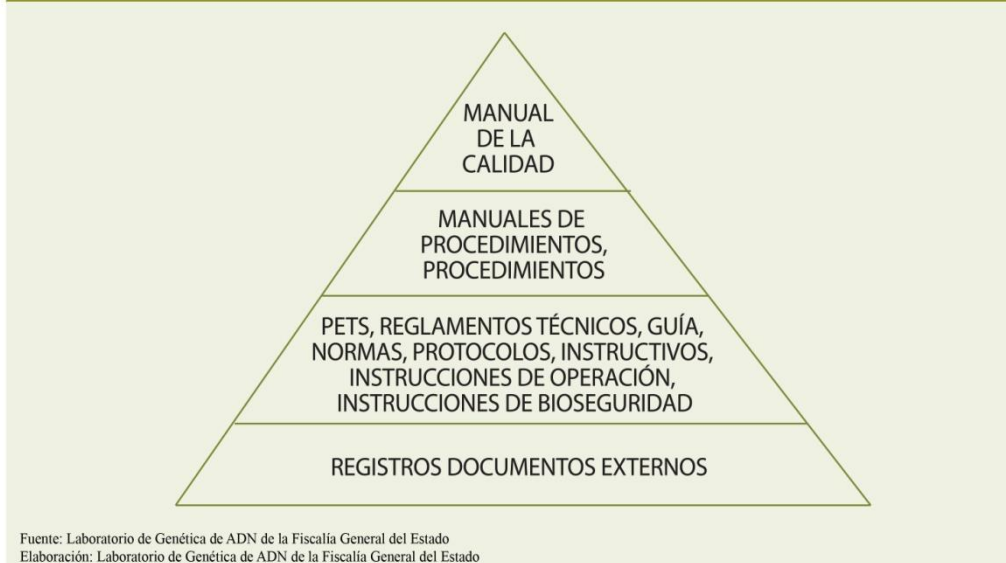 MANUAL
DE LA
CALIDAD
MANUALES DE
PROCEDIMIENTOS,
PROCEDIMIENTOS
PETS, REGLAMENTOS TÉCNICOS, GUÍA,
NORMAS, PROTOCOLOS, INSTRUCTIVOS,
INSTRUCCIONES DE OPERACIÓN,
INSTRUCCIONES DE BIOSEGURIDAD
REGISTROS DOCUMENTOS EXTERNOS
Fuente: Laboratorio de Genética de ADN de la Fiscalía General del Estado
Elaboración: Laboratorio de Genética de ADN de la Fiscalía General del Estado